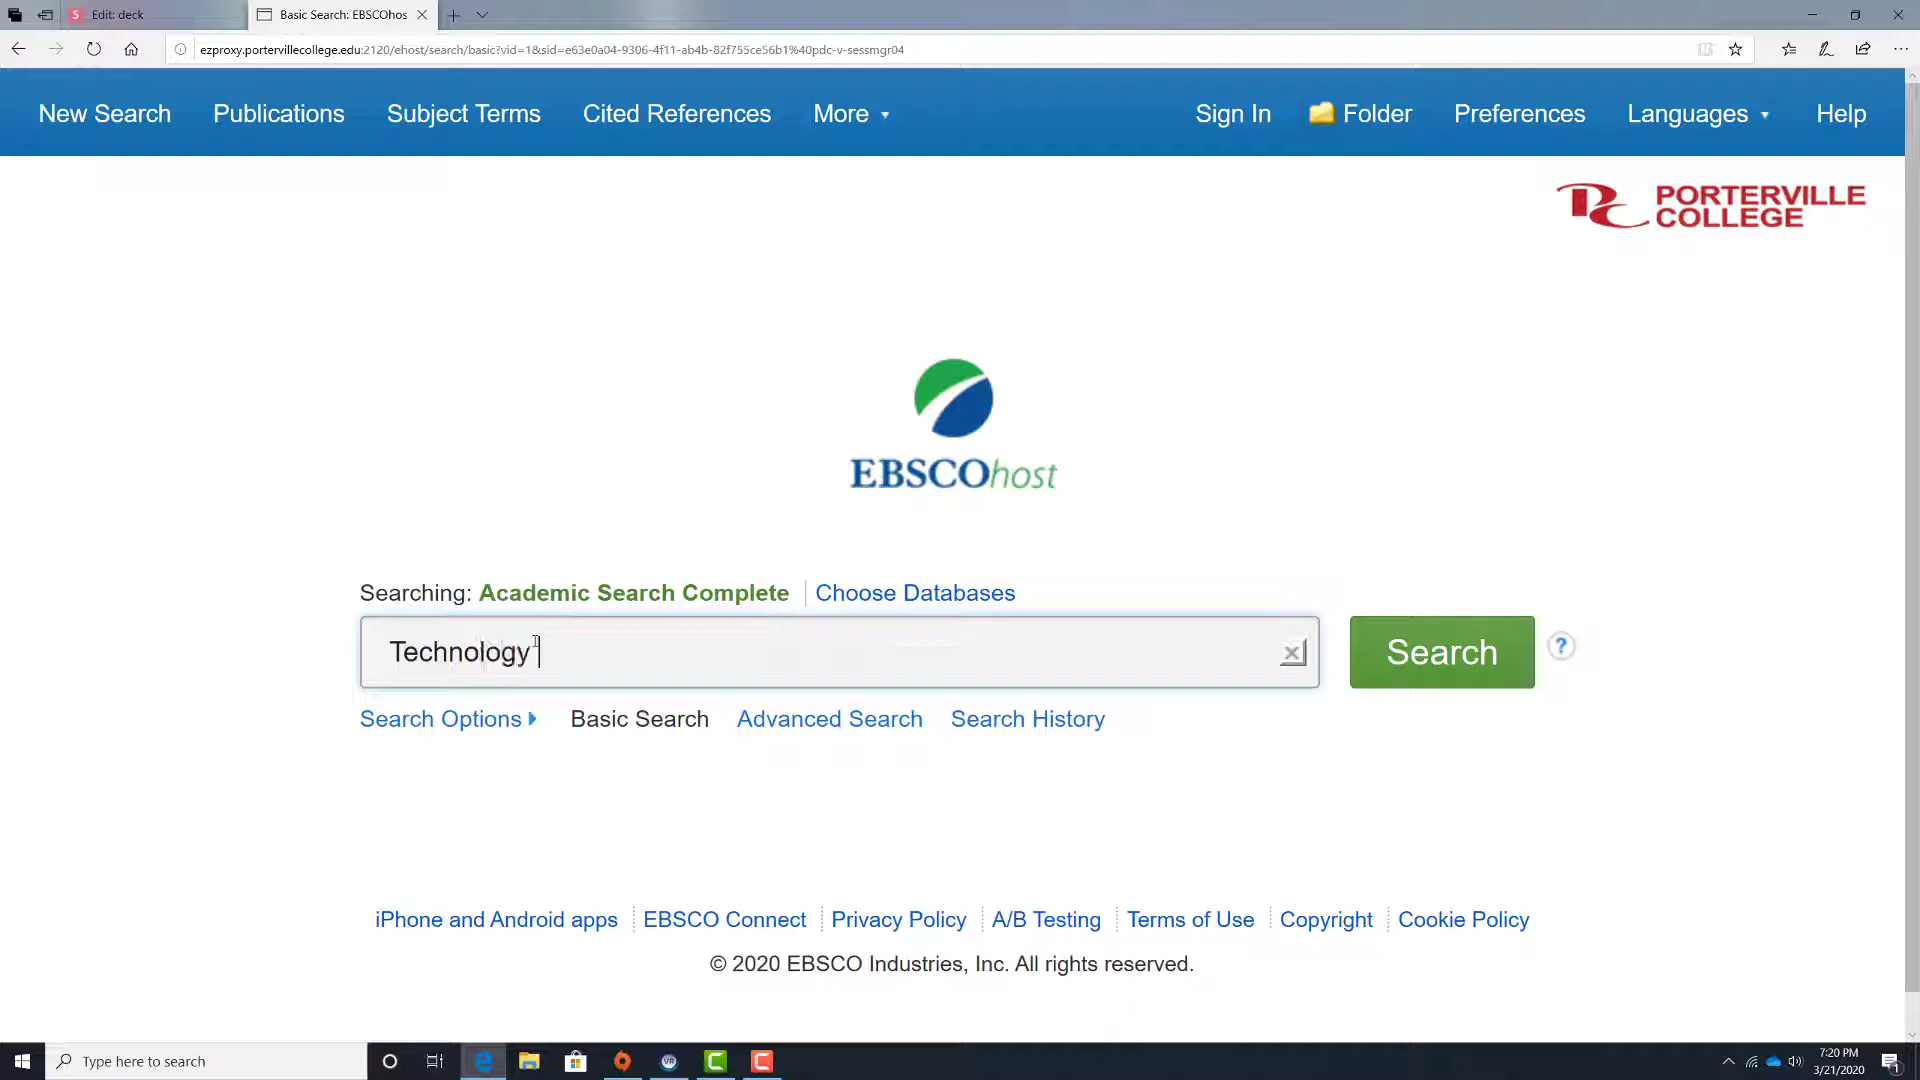 Edit: deck
Basic Search: EBSCOhos
ezproxy.portervillecollege.edu:2120/ehost/search/basic?vid=1&sid=e63e0a04-9306-4f11-ab4b-82f755ce56b1%40pdc-v-sessmgr04
New Search Publications Subject Terms Cited References More Sign In Folder Preferences Languages Help
PORTERVILLE
COLLEGE
EBSCOhost
Searching: Academic Search Complete Choose Databases
Technology
Search
?
Search Options Basic Search Advanced Search Search History
iPhone and Android apps EBSCO Connect Privacy Policy A/B Testing Terms of Use Copyright Cookie Policy
© 2020 EBSCO Industries, Inc. All rights reserved.
Type here to search
7:20 PM
3/21/2020